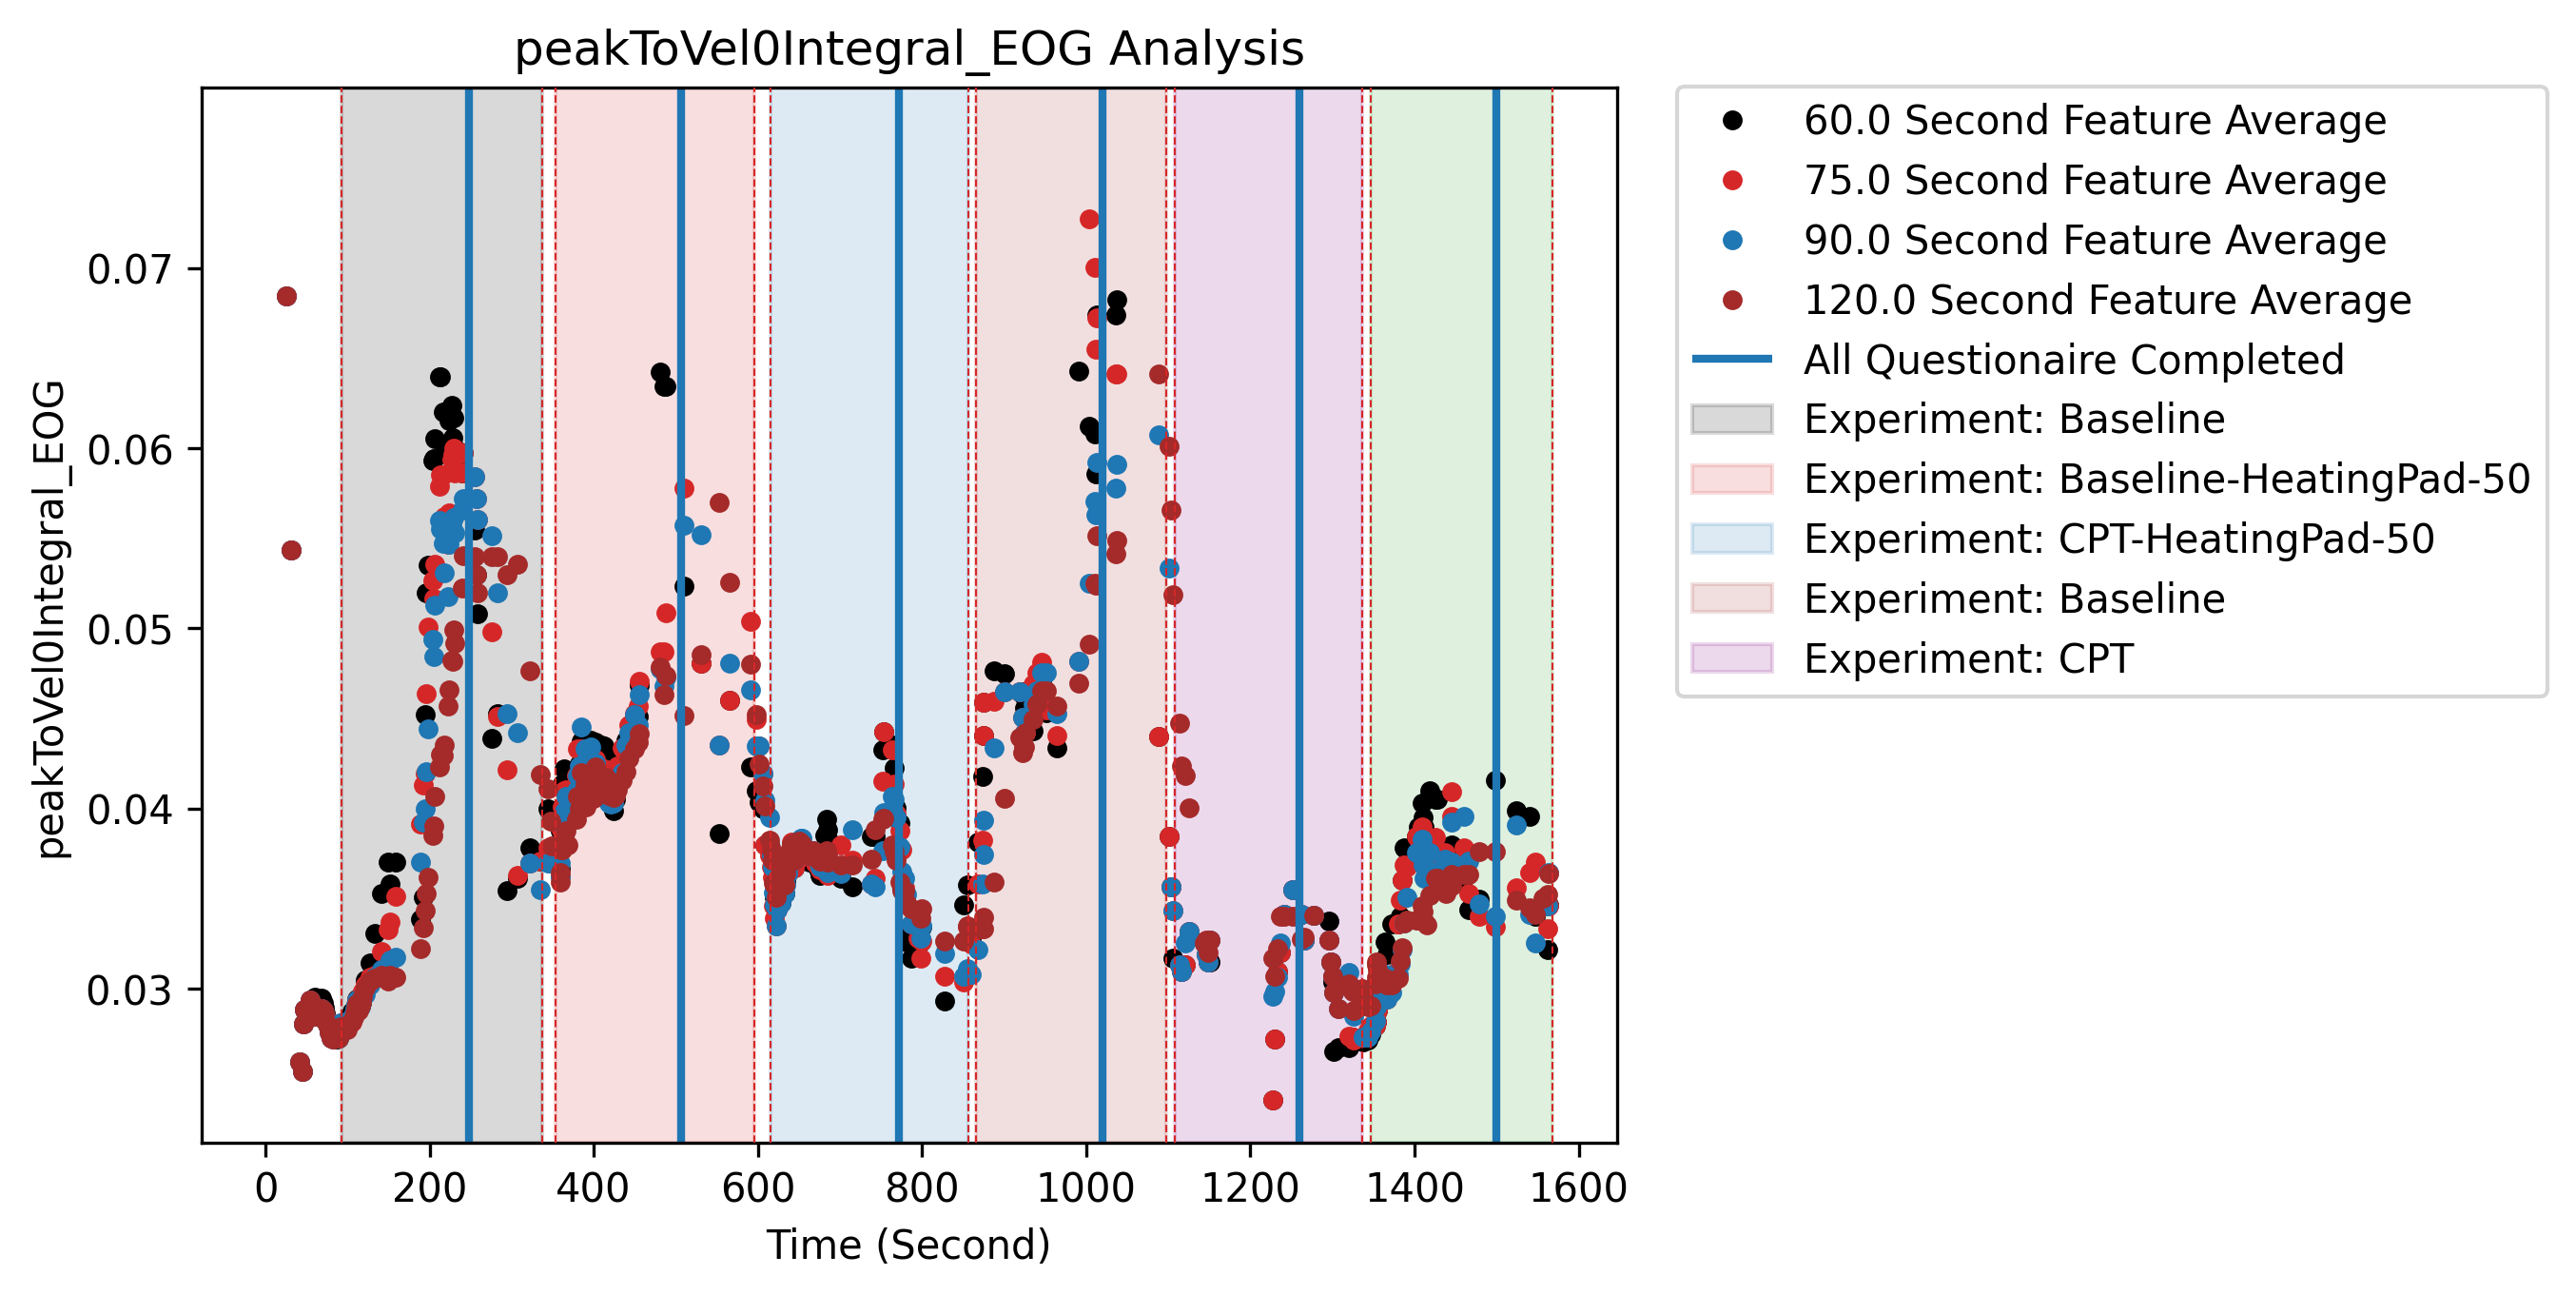 peakToVel0Integral_EOG Analysis
peakToVel0Integral_EOG
0.07
0.06
0.05
0.04
0.03
0
200
400
600
800
1000
1200
1400
1600
Time (Second)
60.0 Second Feature Average
75.0 Second Feature Average
90.0 Second Feature Average
120.0 Second Feature Average
All Questionaire Completed
Experiment: Baseline
Experiment: Baseline-HeatingPad-50
Experiment: CPT-HeatingPad-50
Experiment: Baseline
Experiment: CPT